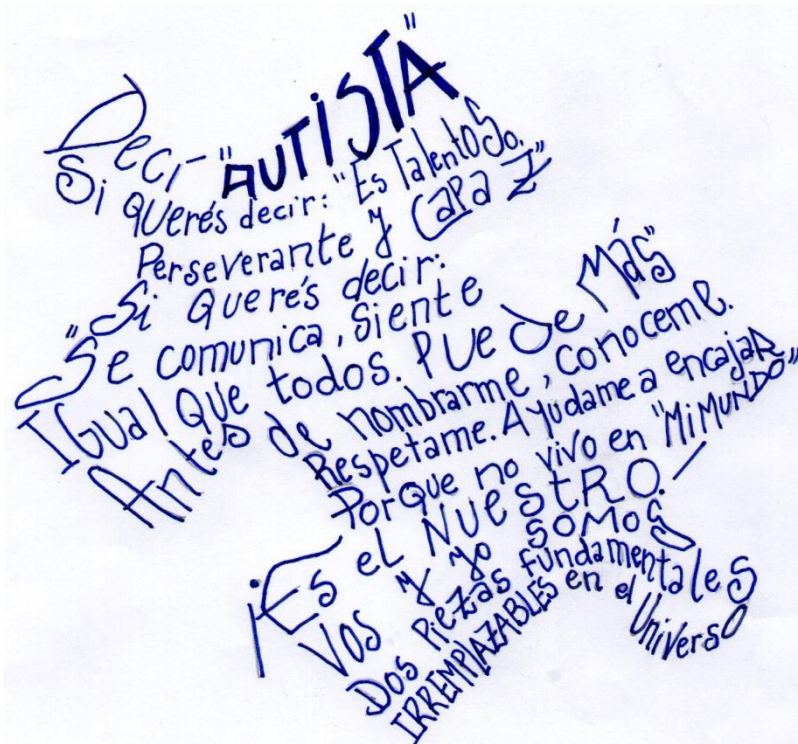 Decí- "AUTISTA"
Si Querés decir: "Es TalentOSo.
Perseverante y CapaZ"
Si Querés decir:
"Se comunica, Siente
IGual QUe todos. PUede Más"
Antes de nombrarme, conoceme.
Respetame. Ayudame a encajaR
Porque no vivo en "Mi MUNDO"
¡Es eL NUEStRO.-
VOS y yo SOMOS
Dos Piezas fundamentaleS
IRREMPLAZABLES en el UniversO